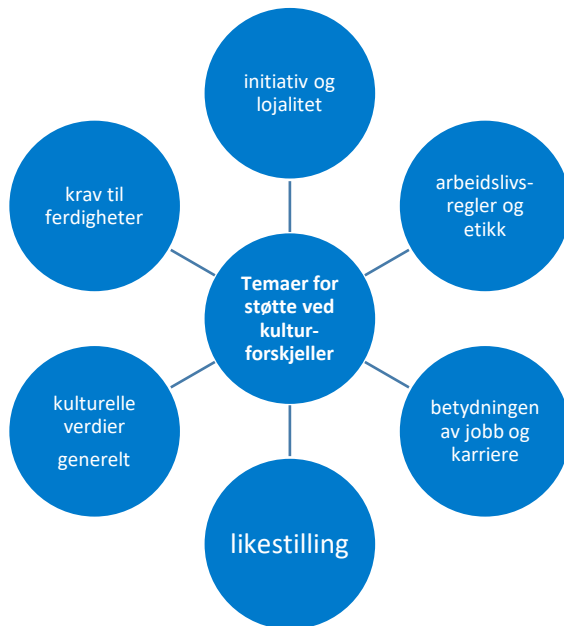 initiativ og
lojalitet
krav til
ferdigheter
arbeidslivs-
regler og
etikk
Temaer for
støtte ved
kultur-
forskjeller
kulturelle
verdier
generelt
betydningen
av jobb og
karriere
likestilling